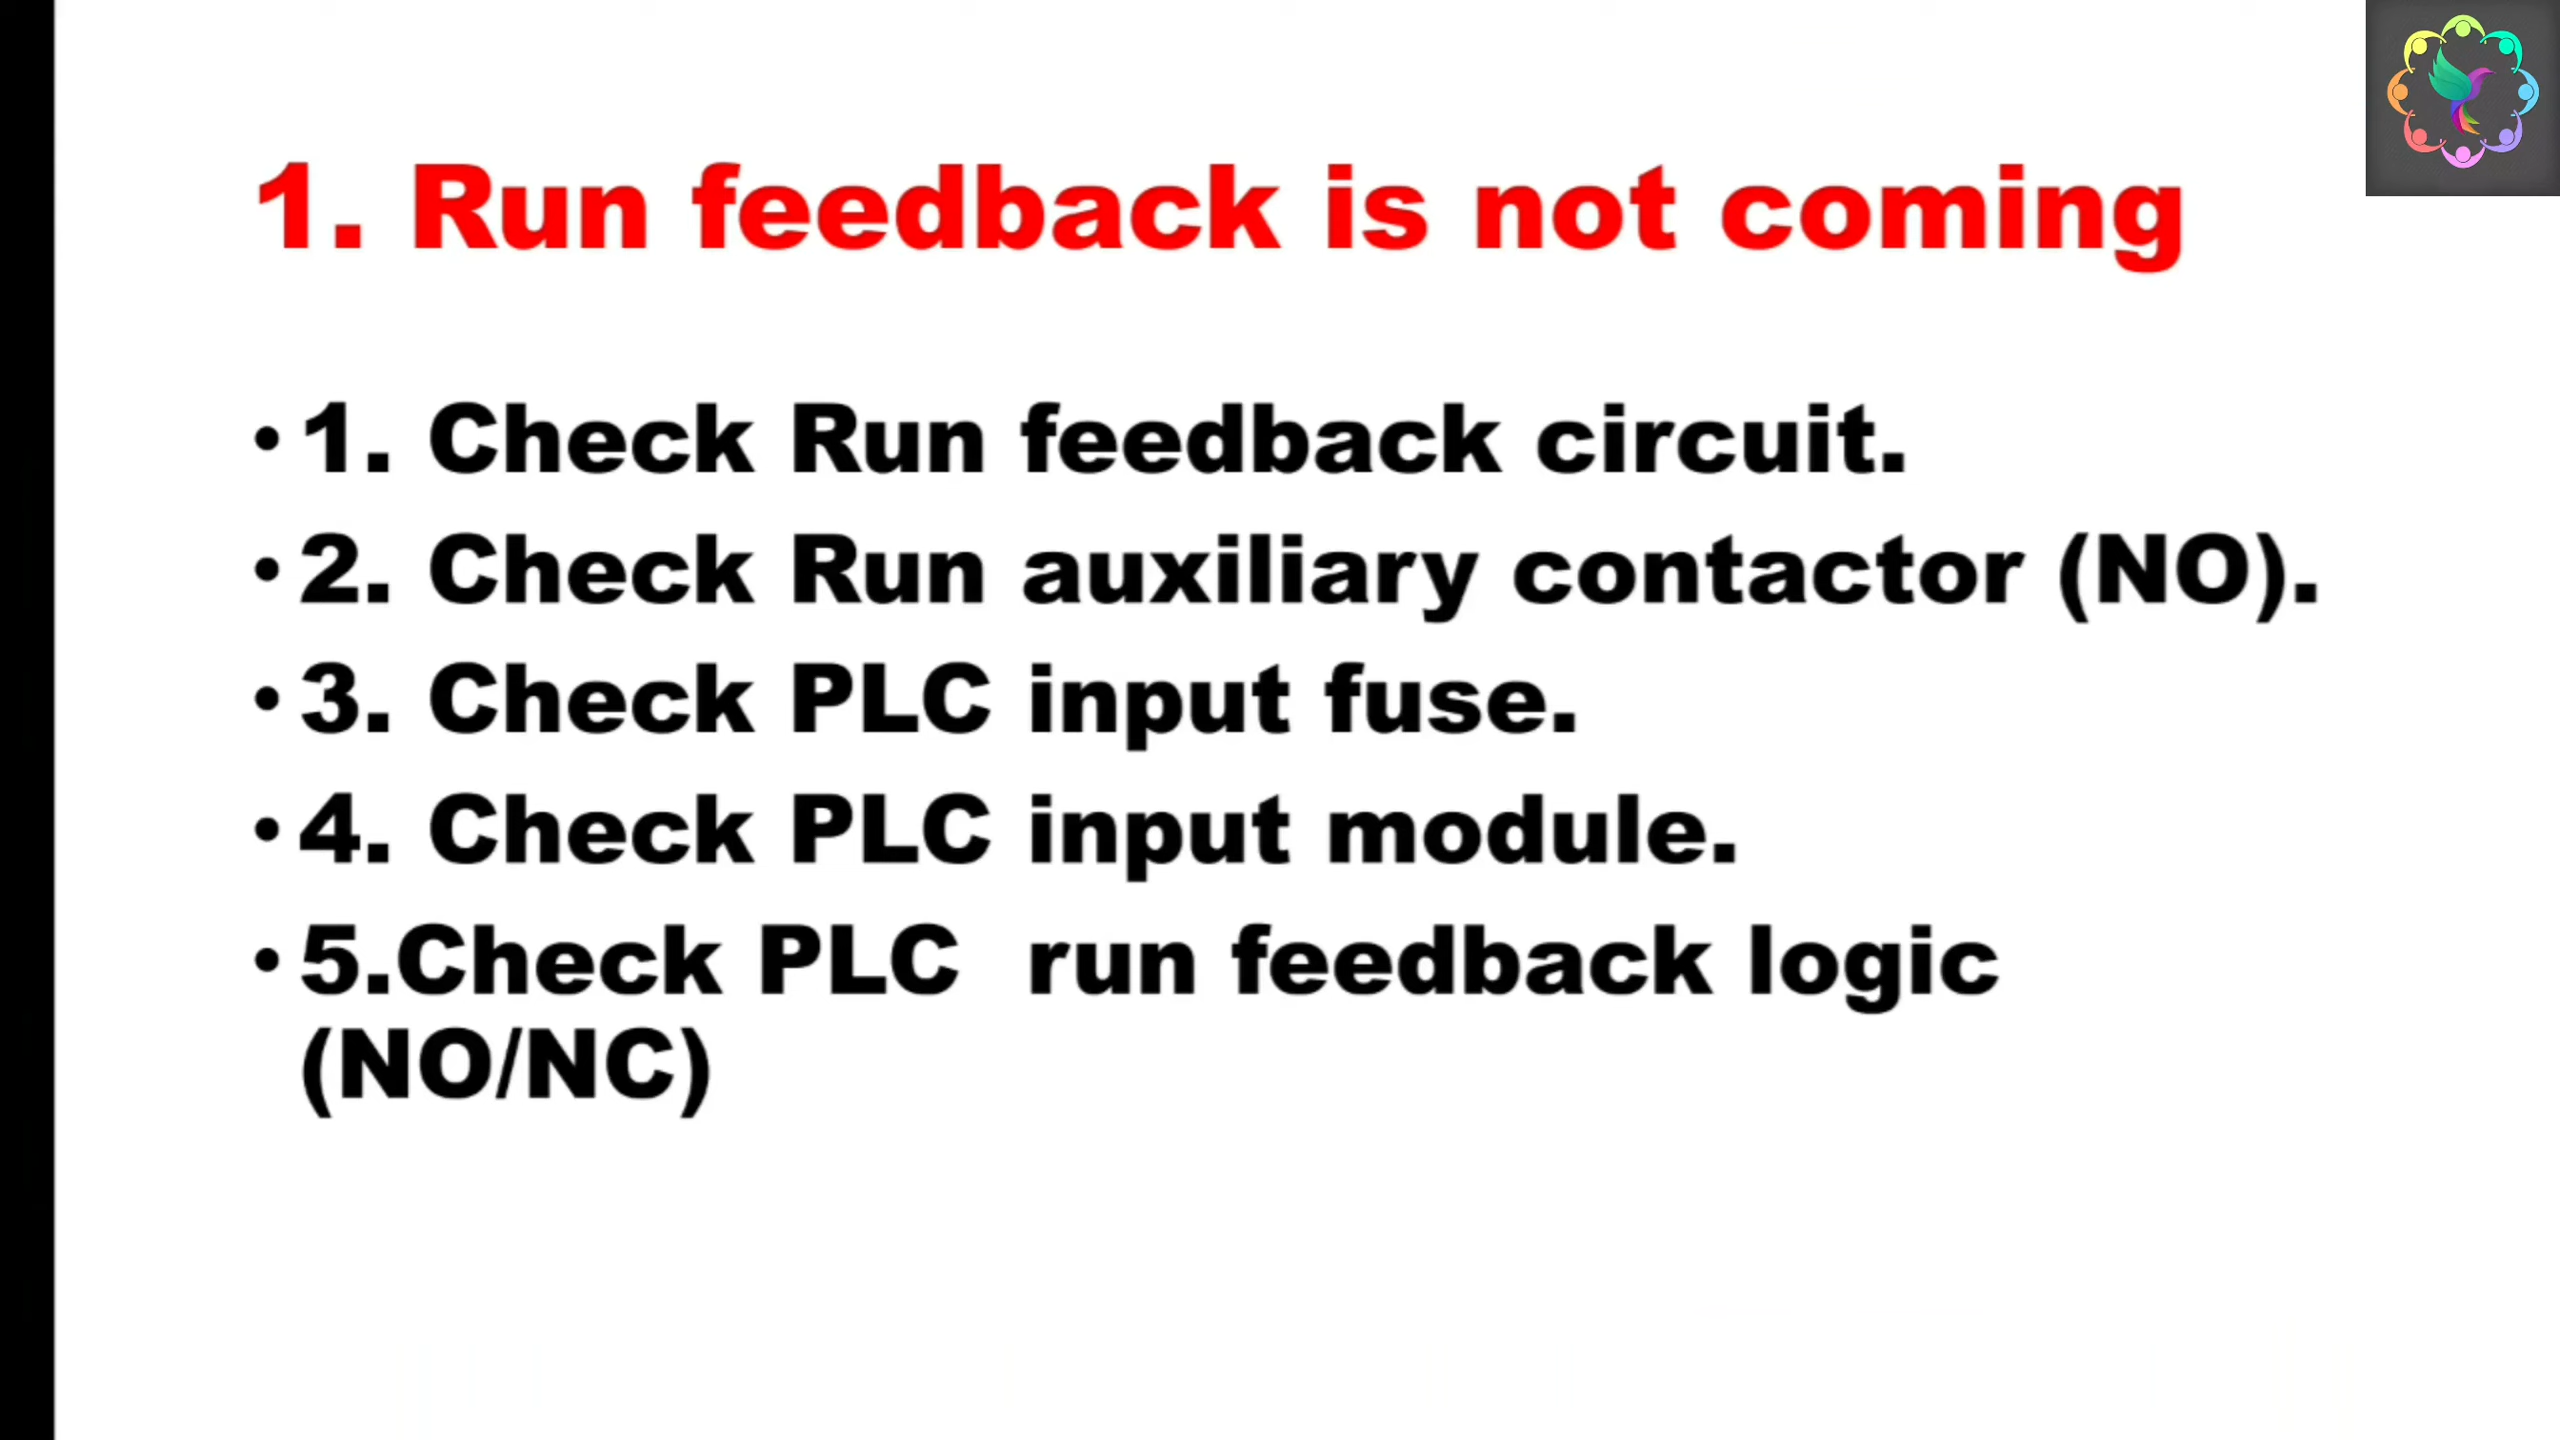 1. Run feedback is not coming
• 1. Check Run feedback circuit.
• 2. Check Run auxiliary contactor (NO).
• 3. Check PLC input fuse.
• 4. Check PLC input module.
• 5.Check PLC  run feedback logic
(NO/NC)